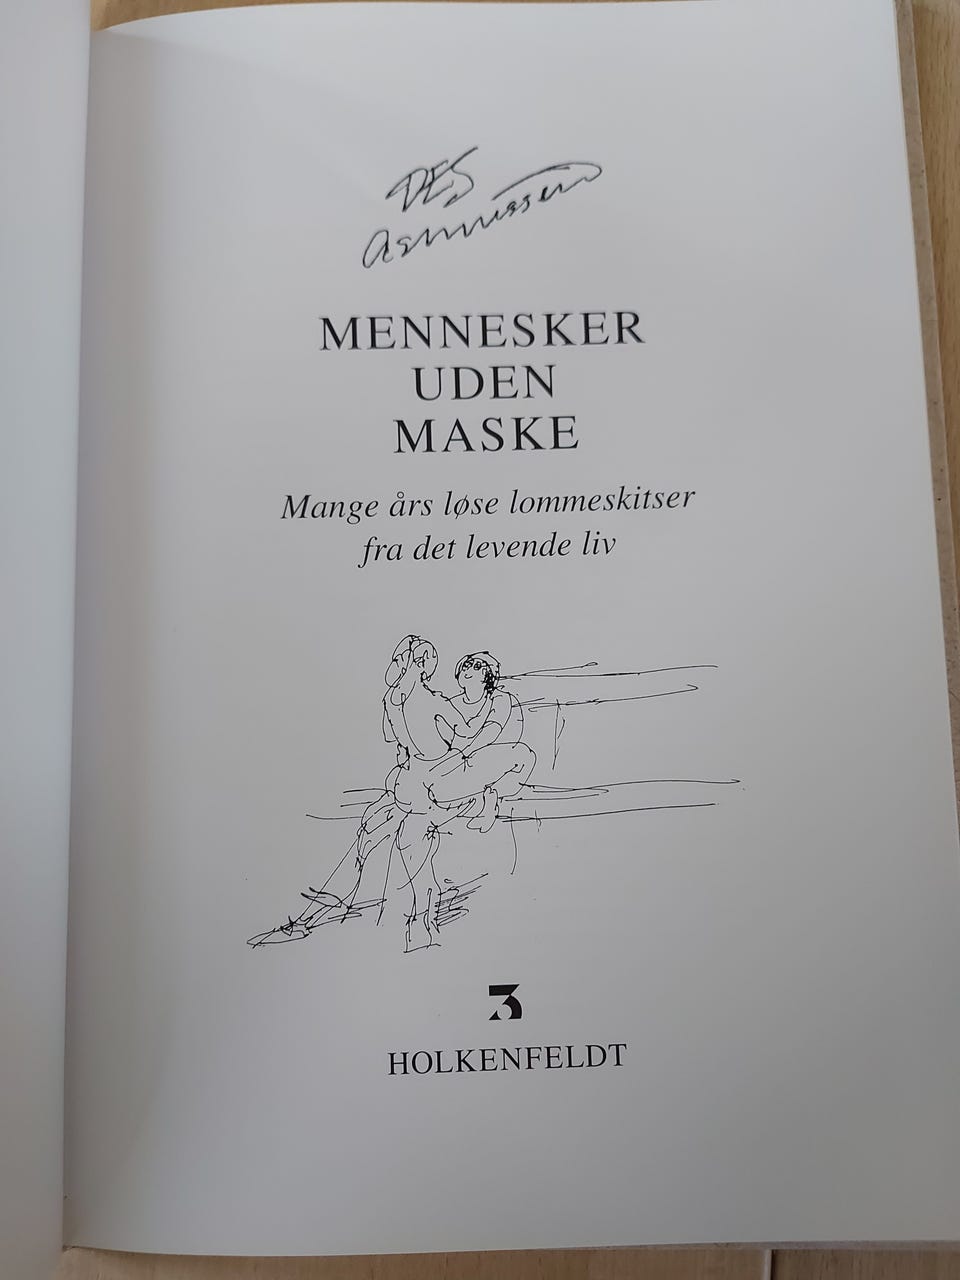 DES
Asmussen
MENNESKER
UDEN
MASKE
Mange års løse lommeskitser
fra det levende liv
3
HOLKENFELDT